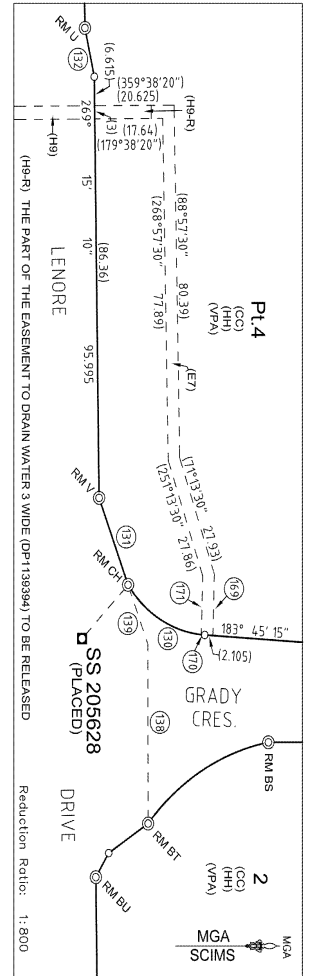 RM U
(132)
(6.615)
(359°38'20")
(20.625)
(H9-R)
(17.64)
(179°38'20")
(3)
(H9)
269° 15' 10"
(86.36)
95.995
LENORE
(88°57'30") 80.39)
(268°57'30") 77.89)
(E7)
Pt.4
(CC)
(HH)
(VPA)
(71°13'30" 27.93)
(251°13'30" 27.86)
(169)
(171)
(170)
183° 45' 15"
(2.105)
RM V
(131)
RM CH
(130)
(139)
(138)
SS 205628
(PLACED)
GRADY
CRES.
DRIVE
RM BS
RM BT
RM BU
2
(CC)
(HH)
(VPA)
MGA
MGA
SCIMS
(H9-R) THE PART OF THE EASEMENT TO DRAIN WATER 3 WIDE (DP1139394) TO BE RELEASED
Reduction Ratio: 1:800